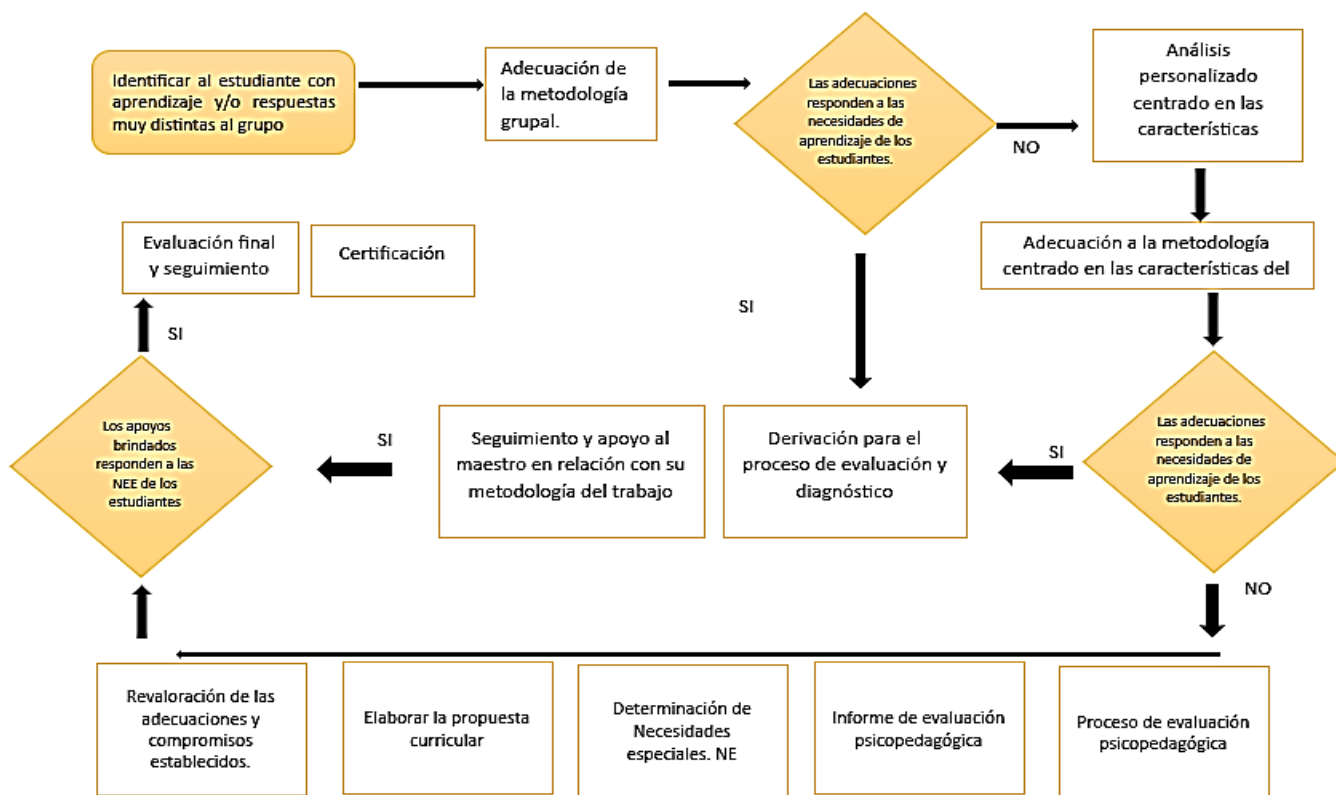 Identificar al estudiante con
aprendizaje y/o respuestas
muy distintas al grupo
Adecuación de
la metodología
grupal.
Las adecuaciones
responden a las
necesidades de
aprendizaje de los
estudiantes.
NO
Análisis
personalizado
centrado en las
características
Adecuación a la metodología
centrado en las características del
SI
Las adecuaciones
responden a las
necesidades de
aprendizaje de los
estudiantes.
SI
NO
Derivación para el
proceso de evaluación y
diagnóstico
Seguimiento y apoyo al
maestro en relación con su
metodología del trabajo
SI
Los apoyos
brindados
responden a las
NEE de los
estudiantes
SI
Evaluación final
y seguimiento
Certificación
Proceso de evaluación
psicopedagógica
Informe de evaluación
psicopedagógica
Determinación de
Necesidades
especiales. NE
Elaborar la propuesta
curricular
Revaloración de las
adecuaciones y
compromisos
establecidos.